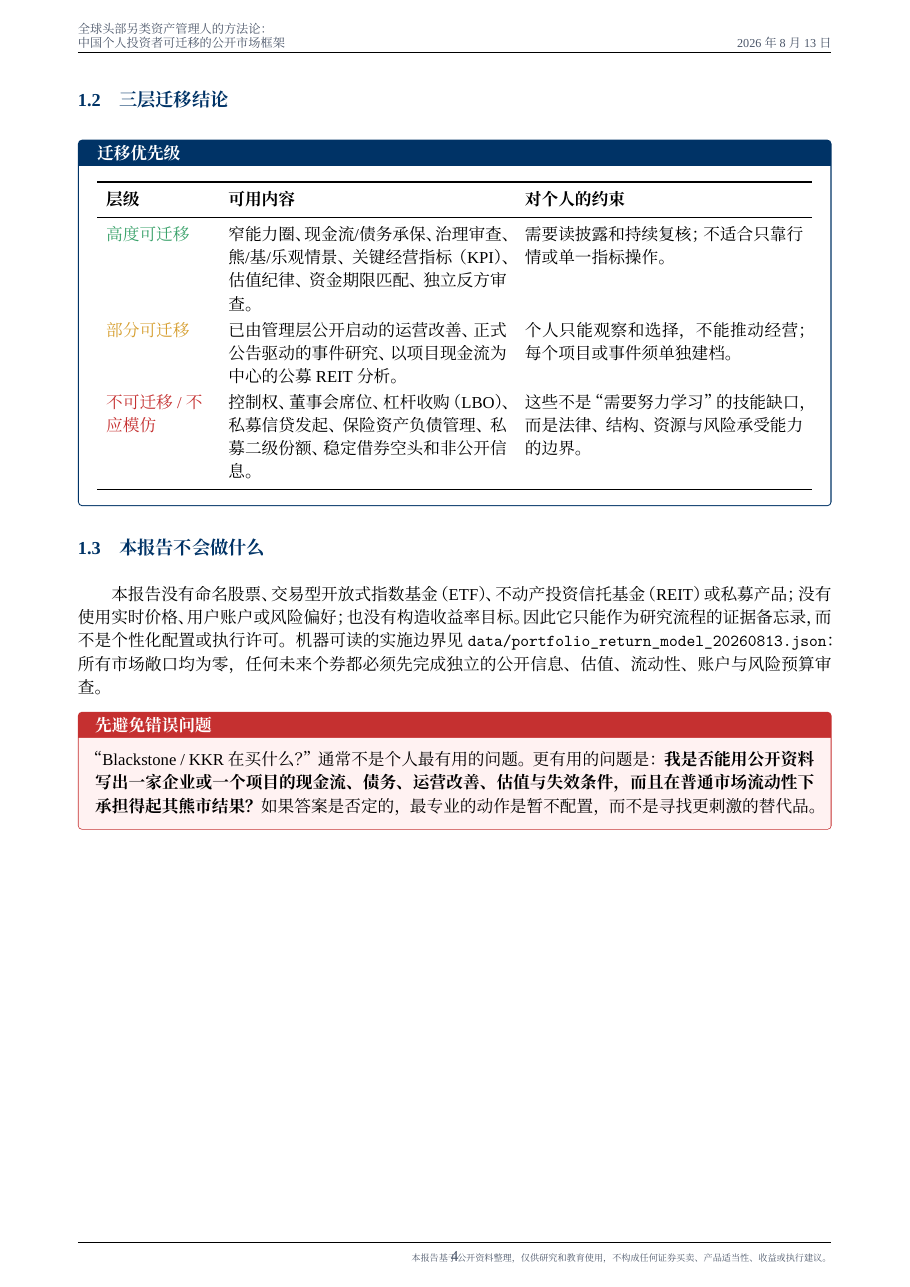 全球头部另类资产管理人的方法论：
中国个人投资者可迁移的公开市场框架
2026 年 8 月 13 日
1.2 三层迁移结论
迁移优先级
层级 可用内容 对个人的约束
高度可迁移 窄能力圈、现金流/债务承保、治理审查、 需要读披露和持续复核；不适合只靠行
熊/基/乐观情景、关键经营指标（KPI）、 情或单一指标操作。
估值纪律、资金期限匹配、独立反方审
查。
部分可迁移 已由管理层公开启动的运营改善、正式 个人只能观察和选择，不能推动经营；
公告驱动的事件研究、以项目现金流为 每个项目或事件须单独建档。
中心的公募 REIT 分析。
不可迁移 / 不 控制权、董事会席位、杠杆收购（LBO）、 这些不是“需要努力学习”的技能缺口，
应模仿 私募信贷发起、保险资产负债管理、私 而是法律、结构、资源与风险承受能力
募二级份额、稳定借券空头和非公开信 的边界。
息。
1.3 本报告不会做什么
本报告没有命名股票、交易型开放式指数基金（ETF）、不动产投资信托基金（REIT）或私募产品；没有
使用实时价格、用户账户或风险偏好；也没有构造收益率目标。因此它只能作为研究流程的证据备忘录，而
不是个性化配置或执行许可。机器可读的实施边界见 data/portfolio_return_model_20260813.json：
所有市场敞口均为零，任何未来个券都必须先完成独立的公开信息、估值、流动性、账户与风险预算审
查。
先避免错误问题
“Blackstone / KKR 在买什么？”通常不是个人最有用的问题。更有用的问题是：我是否能用公开资料
写出一家企业或一个项目的现金流、债务、运营改善、估值与失效条件，而且在普通市场流动性下
承担得起其熊市结果？如果答案是否定的，最专业的动作是暂不配置，而不是寻找更刺激的替代品。
4
本报告基于公开资料整理，仅供研究和教育使用，不构成任何证券买卖、产品适当性、收益或执行建议。